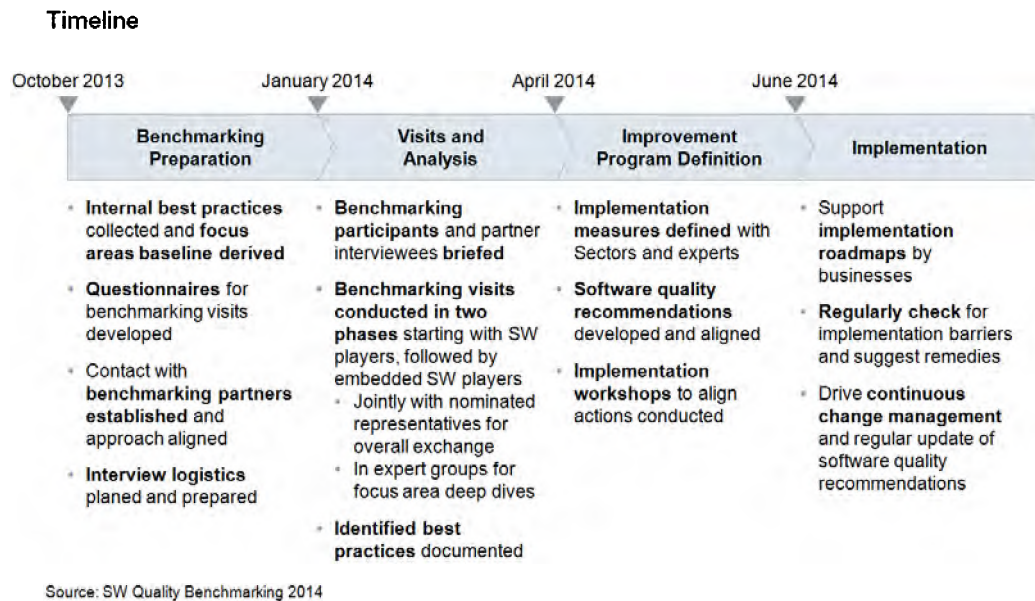 Timeline
October 2013
January 2014
April 2014
June 2014
Benchmarking
Preparation
Visits and
Analysis
Improvement
Program Definition
Implementation
• Internal best practices
collected and focus
areas baseline derived
• Questionnaires for
benchmarking visits
developed
• Contact with
benchmarking partners
established and
approach aligned
• Interview logistics
planed and prepared
• Benchmarking
participants and partner
interviewees briefed
• Benchmarking visits
conducted in two
phases starting with SW
players, followed by
embedded SW players
• Jointly with nominated
representatives for
overall exchange
• In expert groups for
focus area deep dives
• Identified best
practices documented
• Implementation
measures defined with
Sectors and experts
• Software quality
recommendations
developed and aligned
• Implementation
workshops to align
actions conducted
• Support
implementation
roadmaps by
businesses
• Regularly check for
implementation barriers
and suggest remedies
• Drive continuous
change management
and regular update of
software quality
recommendations
Source: SW Quality Benchmarking 2014